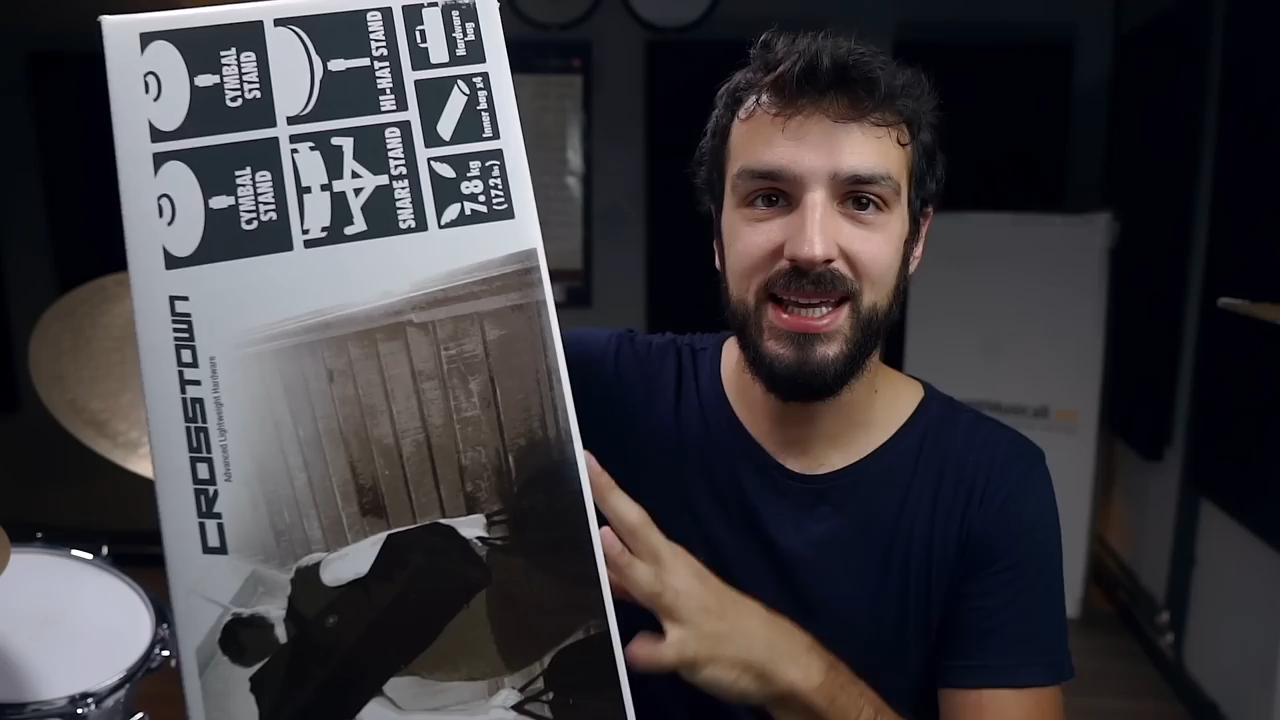 CYMBAL
STAND
HI-HAT STAND
Hardware
bag
CYMBAL
STAND
SNARE STAND
Inner bag x4
7.8 kg
(17.2 lbs.)
CROSSTOWN
Advanced Lightweight Hardware